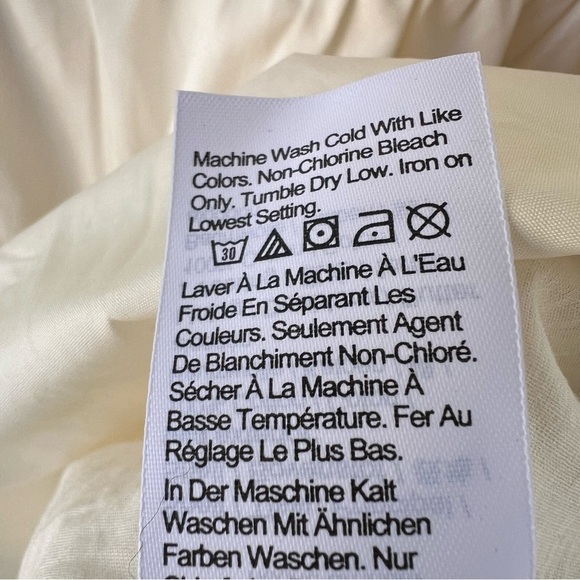 Machine Wash Cold With Like
Colors. Non-Chlorine Bleach
Only. Tumble Dry Low. Iron on
Lowest Setting.
30
Laver À La Machine À L'Eau
Froide En Séparant Les
Couleurs. Seulement Agent
De Blanchiment Non-Chloré.
Sécher À La Machine À
Basse Température. Fer Au
Réglage Le Plus Bas.
In Der Maschine Kalt
Waschen Mit Ähnlichen
Farben Waschen. Nur